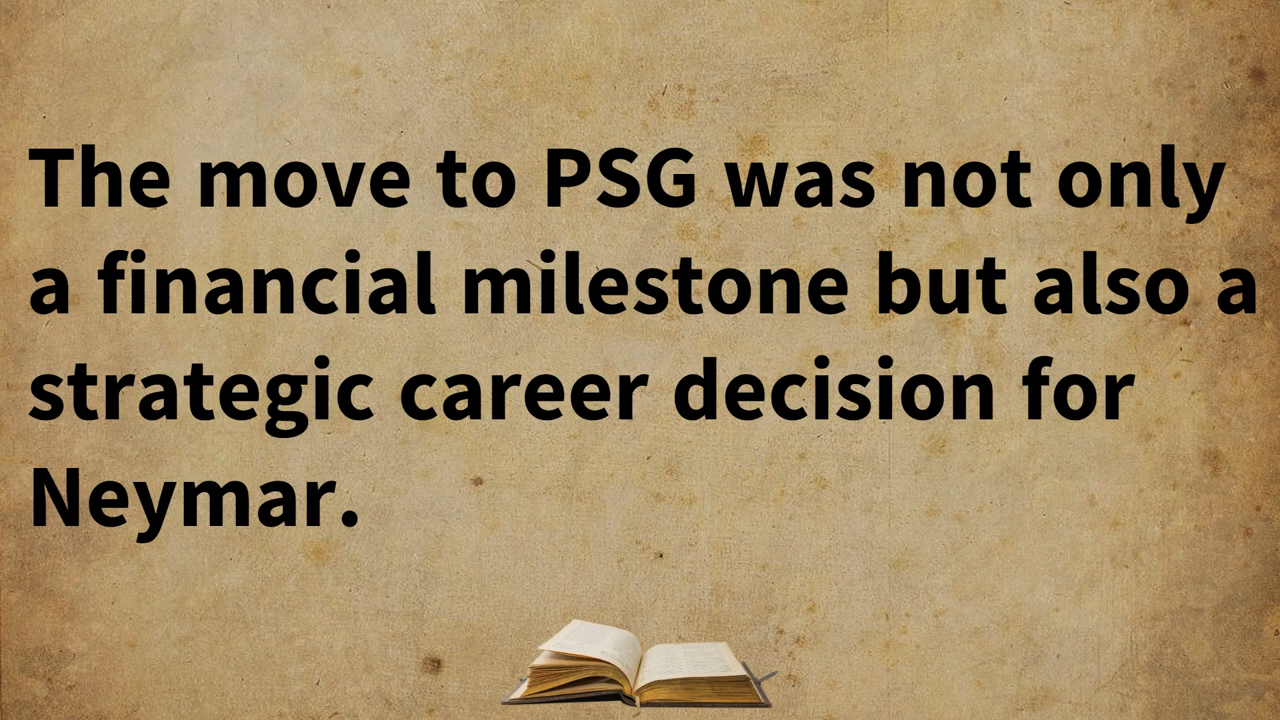 The move to PSG was not only
a financial milestone but also a
strategic career decision for
Neymar.